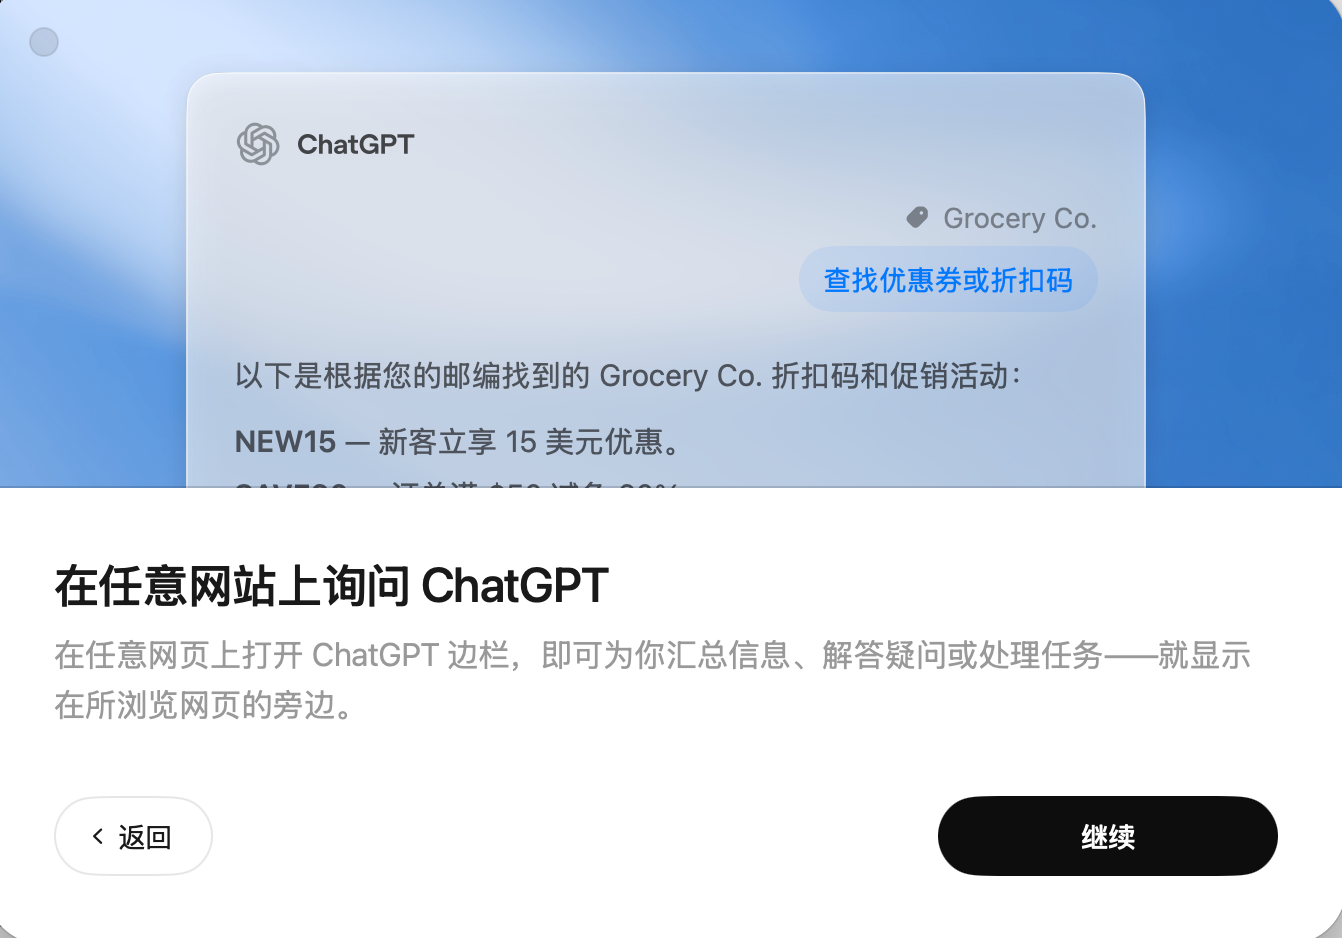 ChatGPT
Grocery Co.
查找优惠券或折扣码
以下是根据您的邮编找到的 Grocery Co. 折扣码和促销活动：
NEW15 — 新客立享 15 美元优惠。
在任意网站上询问 ChatGPT
在任意网页上打开 ChatGPT 边栏，即可为你汇总信息、解答疑问或处理任务——就显示
在所浏览网页的旁边。
返回
继续